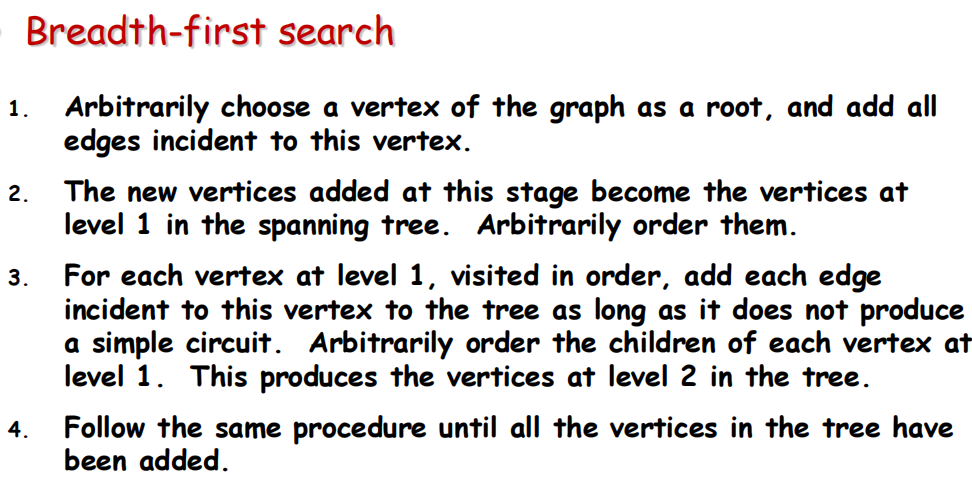 Breadth-first search
1. Arbitrarily choose a vertex of the graph as a root, and add all
edges incident to this vertex.
2. The new vertices added at this stage become the vertices at
level 1 in the spanning tree. Arbitrarily order them.
3. For each vertex at level 1, visited in order, add each edge
incident to this vertex to the tree as long as it does not produce
a simple circuit. Arbitrarily order the children of each vertex at
level 1. This produces the vertices at level 2 in the tree.
4. Follow the same procedure until all the vertices in the tree have
been added.